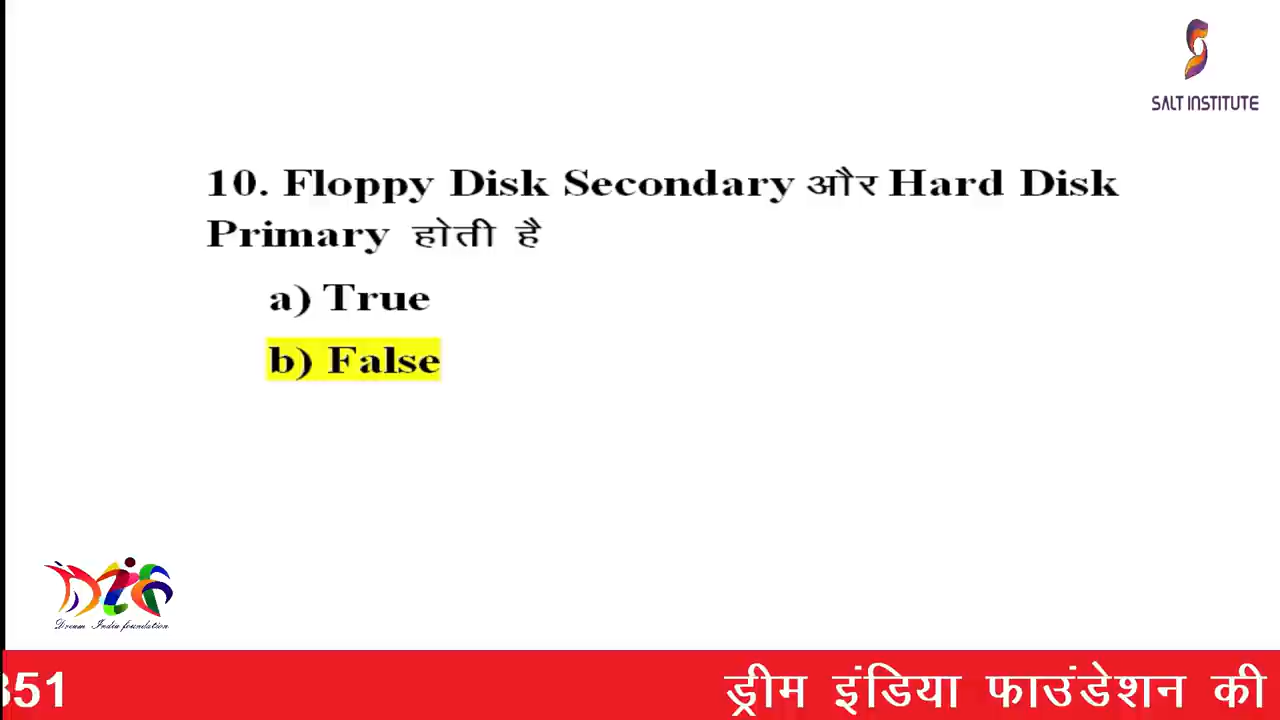 SALT INSTITUTE
10. Floppy Disk Secondary और Hard Disk
Primary होती है
a) True
b) False
Dream India foundation
351 ड्रीम इंडिया फाउंडेशन की